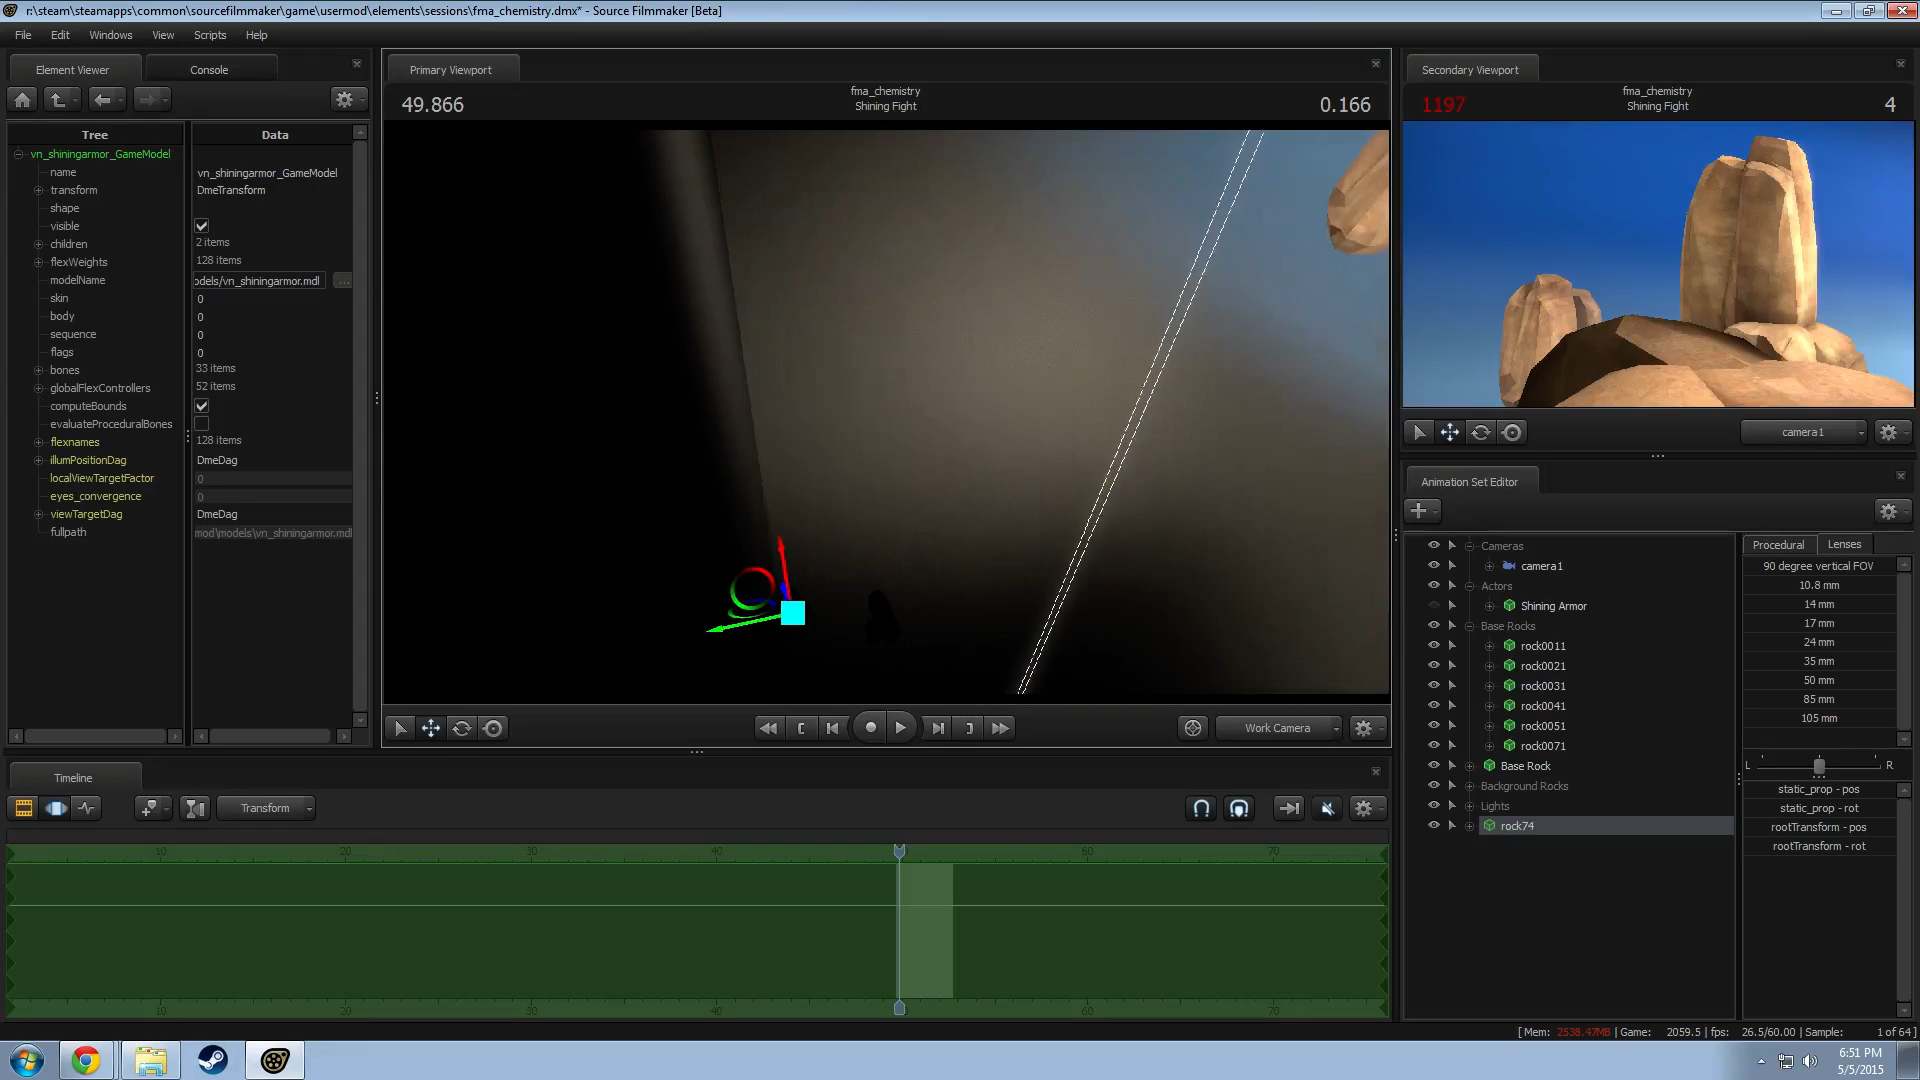 r:\steam\steamapps\common\sourcefilmmaker\game\usermod\elements\sessions\fma_chemistry.dmx* - Source Filmmaker [Beta]
File Edit Windows View Scripts Help
Element Viewer Console
Tree Data
vn_shiningarmor_GameModel
name vn_shiningarmor_GameModel
transform DmeTransform
shape
visible
children 2 items
flexWeights 128 items
modelName odels/vn_shiningarmor.mdl ...
skin 0
body 0
sequence 0
flags 0
bones 33 items
globalFlexControllers 52 items
computeBounds
evaluateProceduralBones
flexnames 128 items
illumPositionDag DmeDag
localViewTargetFactor 0
eyes_convergence 0
viewTargetDag DmeDag
fullpath mod\models\vn_shiningarmor.mdl
Primary Viewport
49.866
fma_chemistry
Shining Fight
0.166
Work Camera
Secondary Viewport
1197
fma_chemistry
Shining Fight
4
camera1
Animation Set Editor
Cameras
camera1
Actors
Shining Armor
Base Rocks
rock0011
rock0021
rock0031
rock0041
rock0051
rock0071
Base Rock
Background Rocks
Lights
rock74
Procedural Lenses
90 degree vertical FOV
10.8 mm
14 mm
17 mm
24 mm
35 mm
50 mm
85 mm
105 mm
L R
static_prop - pos
static_prop - rot
rootTransform - pos
rootTransform - rot
Timeline
Transform
10 20 30 40 60 70
10 20 30 40 60 70
[ Mem: 2538.47MB | Game: 2059.5 | fps: 26.5/60.00 | Sample: 1 of 64 ]
6:51 PM
5/5/2015